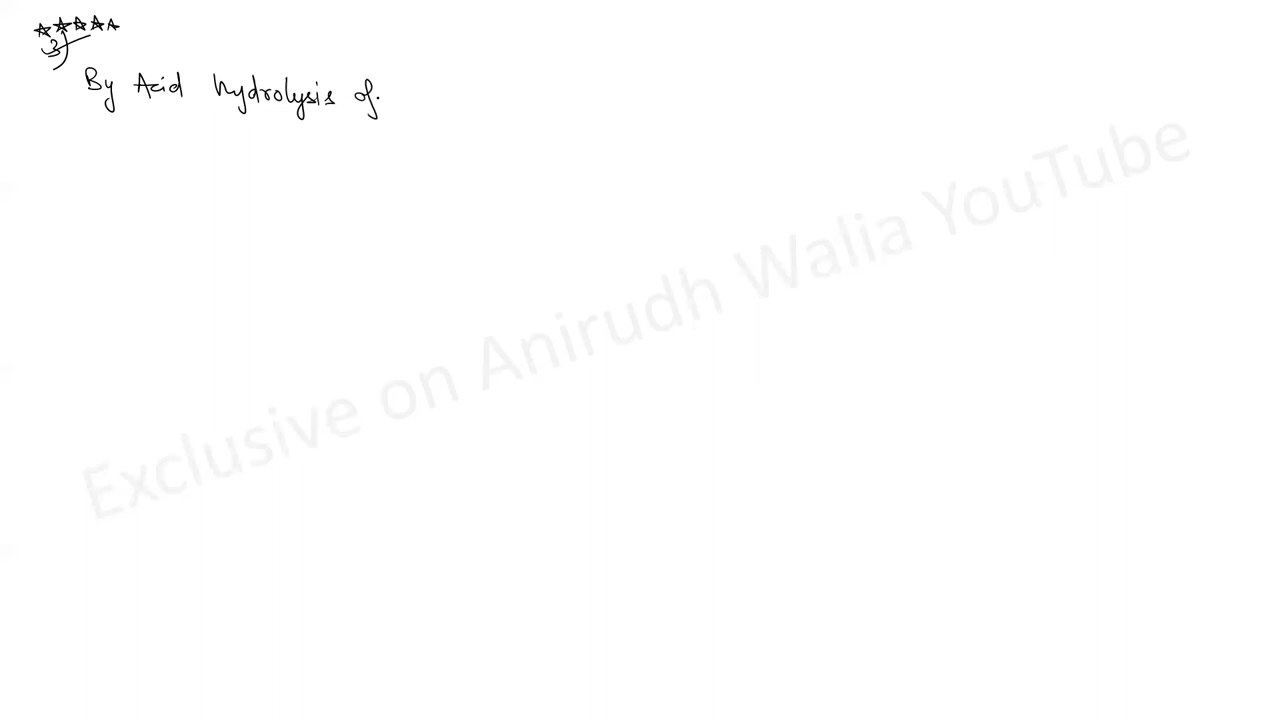 ☆☆☆☆☆
3)
By Acid hydrolysis of
Exclusive on Anirudh Walia YouTube